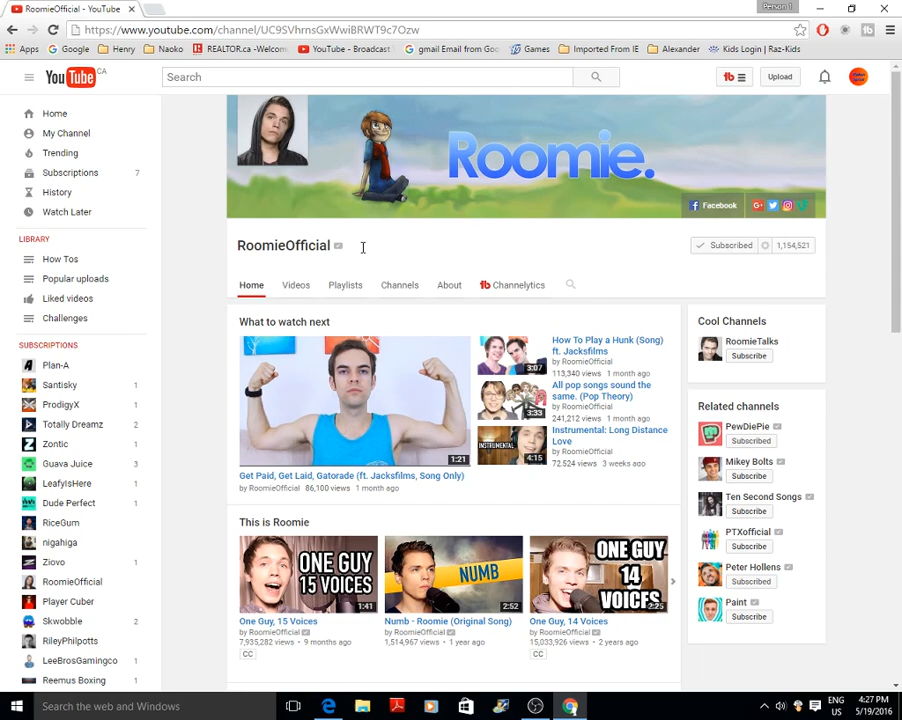 RoomieOfficial - YouTube
Person 1
https://www.youtube.com/channel/UC9SVhrnsGxWwiBRWT9c7Ozw
Apps Google Henry Naoko REALTOR.ca -Welcom YouTube - Broadcast gmail Email from Goo Games Imported From IE Alexander Kids Login | Raz-Kids
YouTube CA
Search
Upload
Home
My Channel
Trending
Subscriptions 7
History
Watch Later
LIBRARY
How Tos
Popular uploads
Liked videos
Challenges
SUBSCRIPTIONS
Plan-A
Santisky 1
ProdigyX 1
Totally Dreamz 2
Zontic 1
Guava Juice 3
LeafyIsHere 1
Dude Perfect 1
RiceGum
nigahiga
Ziovo 1
RoomieOfficial
Player Cuber
Skwobble 2
RileyPhilpotts
LeeBrosGamingco 1
Reemus Boxing 1
Roomie.
Facebook
RoomieOfficial
Subscribed 1,154,521
Home Videos Playlists Channels About Channelytics
What to watch next
1:21
Get Paid, Get Laid, Gatorade (ft. Jacksfilms, Song Only)
by RoomieOfficial 86,100 views 1 month ago
3:07
How To Play a Hunk (Song)
ft. Jacksfilms
by RoomieOfficial
113,340 views 1 month ago
3:33
All pop songs sound the
same. (Pop Theory)
by RoomieOfficial
241,212 views 1 month ago
INSTRUMENTAL
4:15
Instrumental: Long Distance
Love
by RoomieOfficial
72,524 views 3 weeks ago
This is Roomie
ONE GUY
15 VOICES
1:41
One Guy, 15 Voices
by RoomieOfficial
7,935,282 views • 9 months ago
CC
NUMB
2:52
Numb - Roomie (Original Song)
by RoomieOfficial
1,514,967 views • 1 year ago
ONE GUY
14
VOICES
2:25
One Guy, 14 Voices
by RoomieOfficial
15,033,926 views • 2 years ago
CC
Cool Channels
RoomieTalks
Subscribe
Related channels
PewDiePie
Subscribed
Mikey Bolts
Subscribe
Ten Second Songs
Subscribe
PTXofficial
Subscribe
Peter Hollens
Subscribed
Paint
Subscribe
Search the web and Windows
ENG
US
4:27 PM
5/19/2016